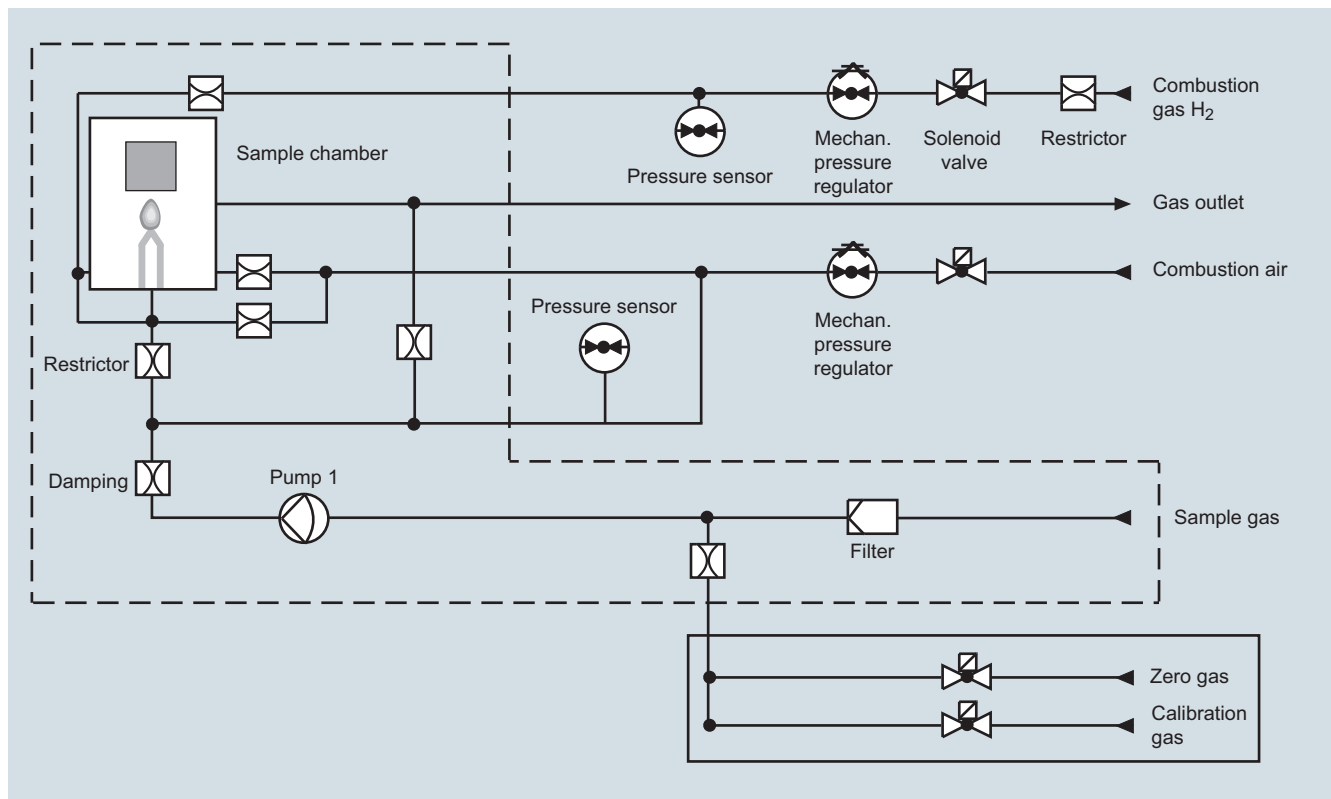 Combustion
gas H₂
Mechan.
pressure
regulator
Solenoid
valve
Restrictor
Sample chamber
Pressure sensor
Gas outlet
Combustion air
Pressure sensor
Mechan.
pressure
regulator
Restrictor
Damping
Pump 1
Sample gas
Filter
Zero gas
Calibration
gas